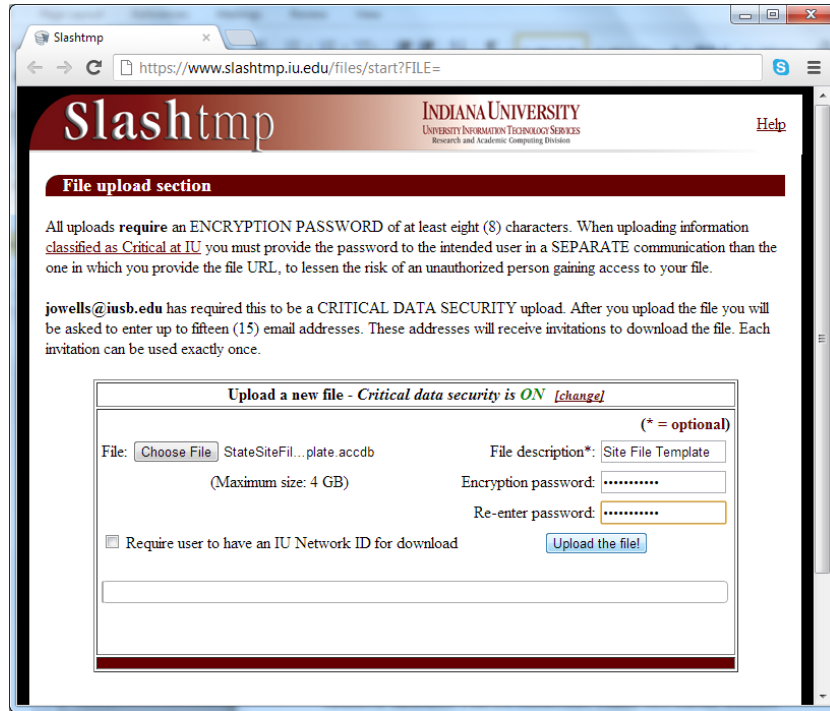 Slashtmp
https://www.slashtmp.iu.edu/files/start?FILE=
Slashtmp
INDIANA UNIVERSITY
UNIVERSITY INFORMATION TECHNOLOGY SERVICES
Research and Academic Computing Division
Help
File upload section
All uploads require an ENCRYPTION PASSWORD of at least eight (8) characters. When uploading information
classified as Critical at IU you must provide the password to the intended user in a SEPARATE communication than the
one in which you provide the file URL, to lessen the risk of an unauthorized person gaining access to your file.
jowells@iusb.edu has required this to be a CRITICAL DATA SECURITY upload. After you upload the file you will
be asked to enter up to fifteen (15) email addresses. These addresses will receive invitations to download the file. Each
invitation can be used exactly once.
Upload a new file - Critical data security is ON [change]
(* = optional)
File: Choose File StateSiteFil...plate.accdb File description*: Site File Template
(Maximum size: 4 GB) Encryption password: •••••••••••
Re-enter password: •••••••••••
Require user to have an IU Network ID for download Upload the file!